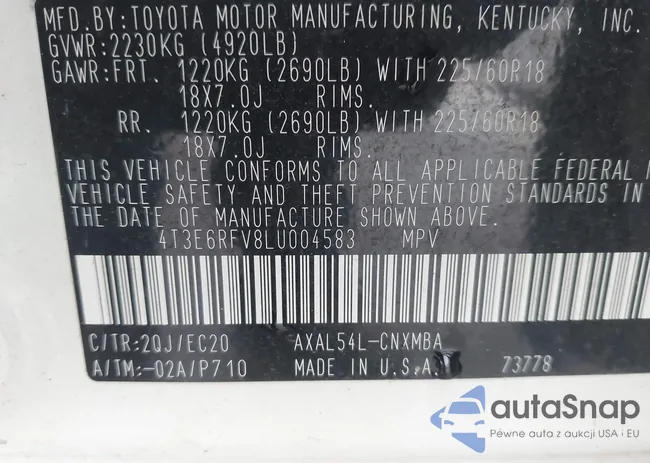 MFD.BY:TOYOTA MOTOR MANUFACTURING, KENTUCKY, INC.
GVWR:2230KG (4920LB)
GAWR:FRT. 1220KG (2690LB) WITH 225/60R18
18X7.0J RIMS.
RR. 1220KG (2690LB) WITH 225/60R18
18X7.0J RIMS.
THIS VEHICLE CONFORMS TO ALL APPLICABLE FEDERAL
VEHICLE SAFETY AND THEFT PREVENTION STANDARDS IN
THE DATE OF MANUFACTURE SHOWN ABOVE.
4T3E6RFV8LU004583 MPV
C/TR:20J/EC20 AXAL54L-CNXMBA
A/TM:-02A/P710 MADE IN U.S.A 73778
autaSnap
Pewne auta z aukcji USA i EU